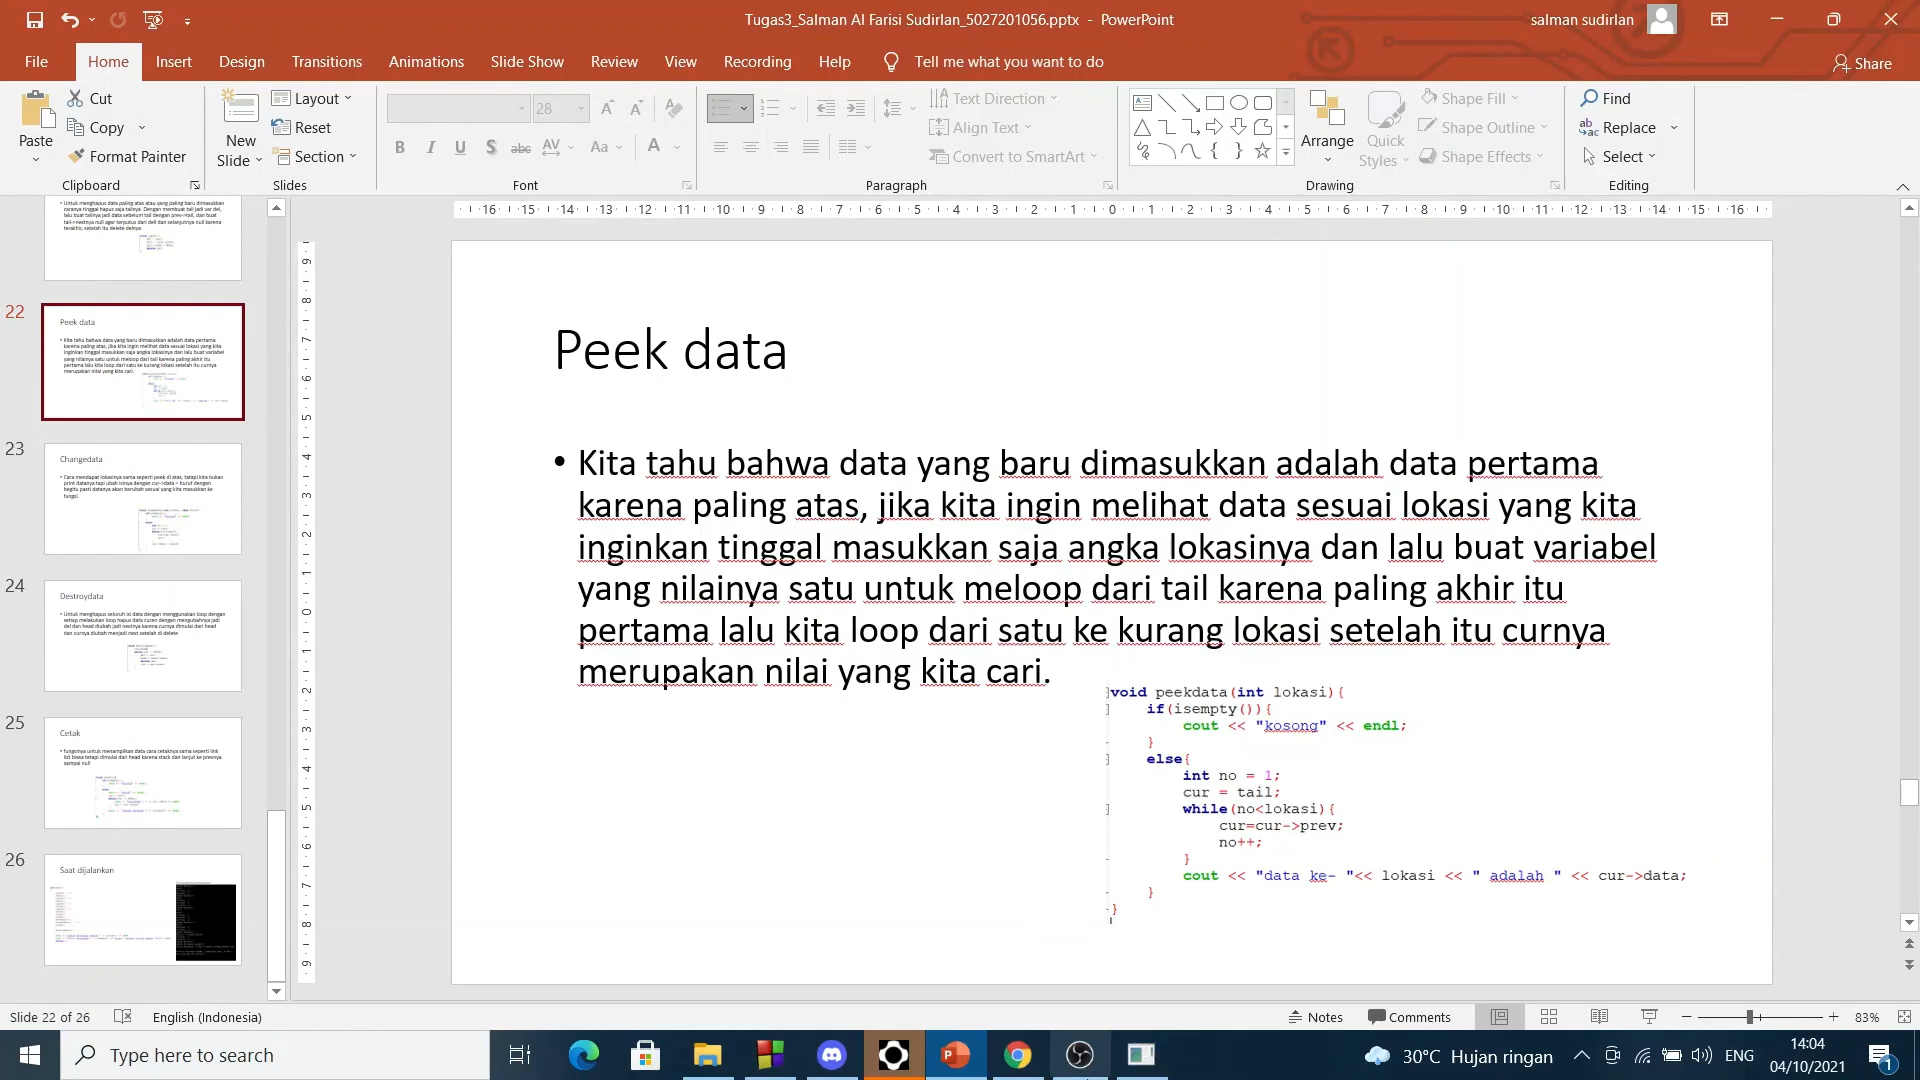 Tugas3_Salman Al Farisi Sudirlan_5027201056.pptx - PowerPoint
salman sudirlan
File Home Insert Design Transitions Animations Slide Show Review View Recording Help Tell me what you want to do
Share
Cut
Copy
Format Painter
Paste
Clipboard
New Slide
Layout
Reset
Section
Slides
28
Font
Text Direction
Align Text
Convert to SmartArt
Paragraph
Arrange
Quick Styles
Shape Fill
Shape Outline
Shape Effects
Drawing
Find
Replace
Select
Editing
22
Peek data
23
Changedata
24
Destroydata
25
Cetak
26
Saat dijalankan
Peek data
• Kita tahu bahwa data yang baru dimasukkan adalah data pertama
karena paling atas, jika kita ingin melihat data sesuai lokasi yang kita
inginkan tinggal masukkan saja angka lokasinya dan lalu buat variabel
yang nilainya satu untuk meloop dari tail karena paling akhir itu
pertama lalu kita loop dari satu ke kurang lokasi setelah itu curnya
merupakan nilai yang kita cari.
void peekdata(int lokasi){
if(isempty()){
cout << "kosong" << endl;
}
else{
int no = 1;
cur = tail;
while(no<lokasi){
cur=cur->prev;
no++;
}
cout << "data ke- "<< lokasi << " adalah " << cur->data;
}
}
Slide 22 of 26
English (Indonesia)
Notes
Comments
83%
Type here to search
30°C Hujan ringan
ENG
14:04
04/10/2021
1